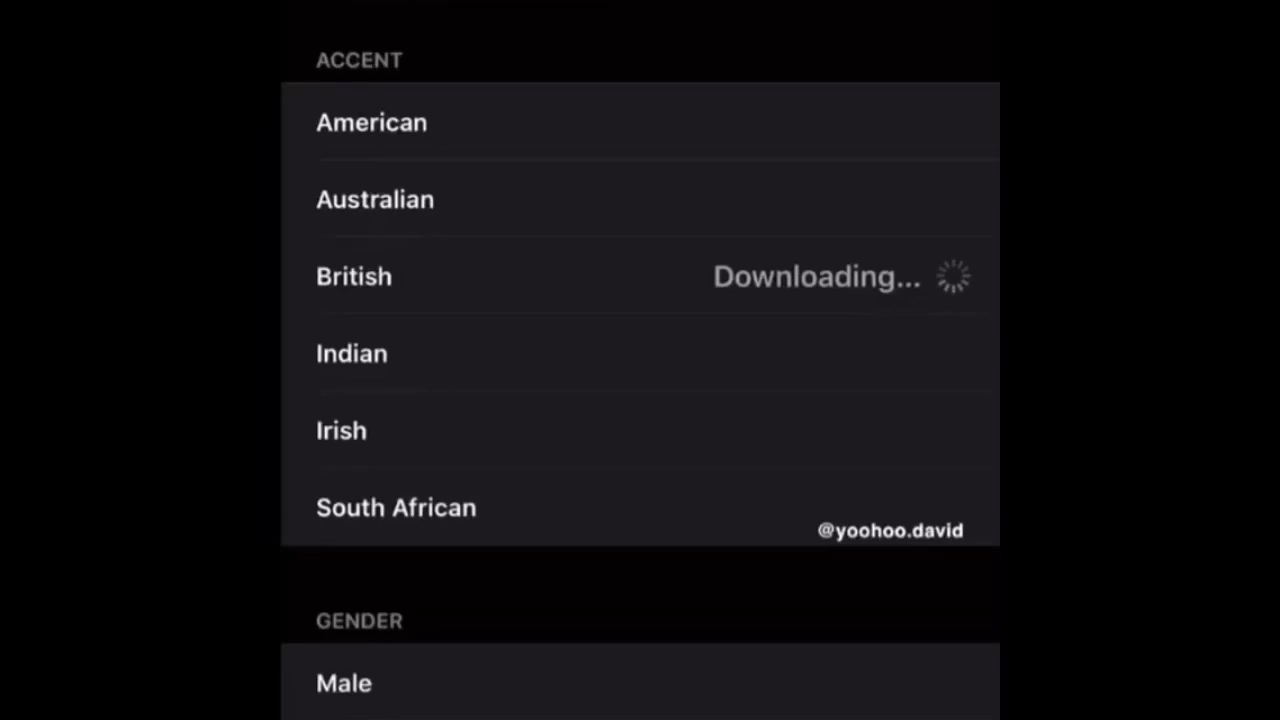 ACCENT
American
Australian
British Downloading...
Indian
Irish
South African
@yoohoo.david
GENDER
Male